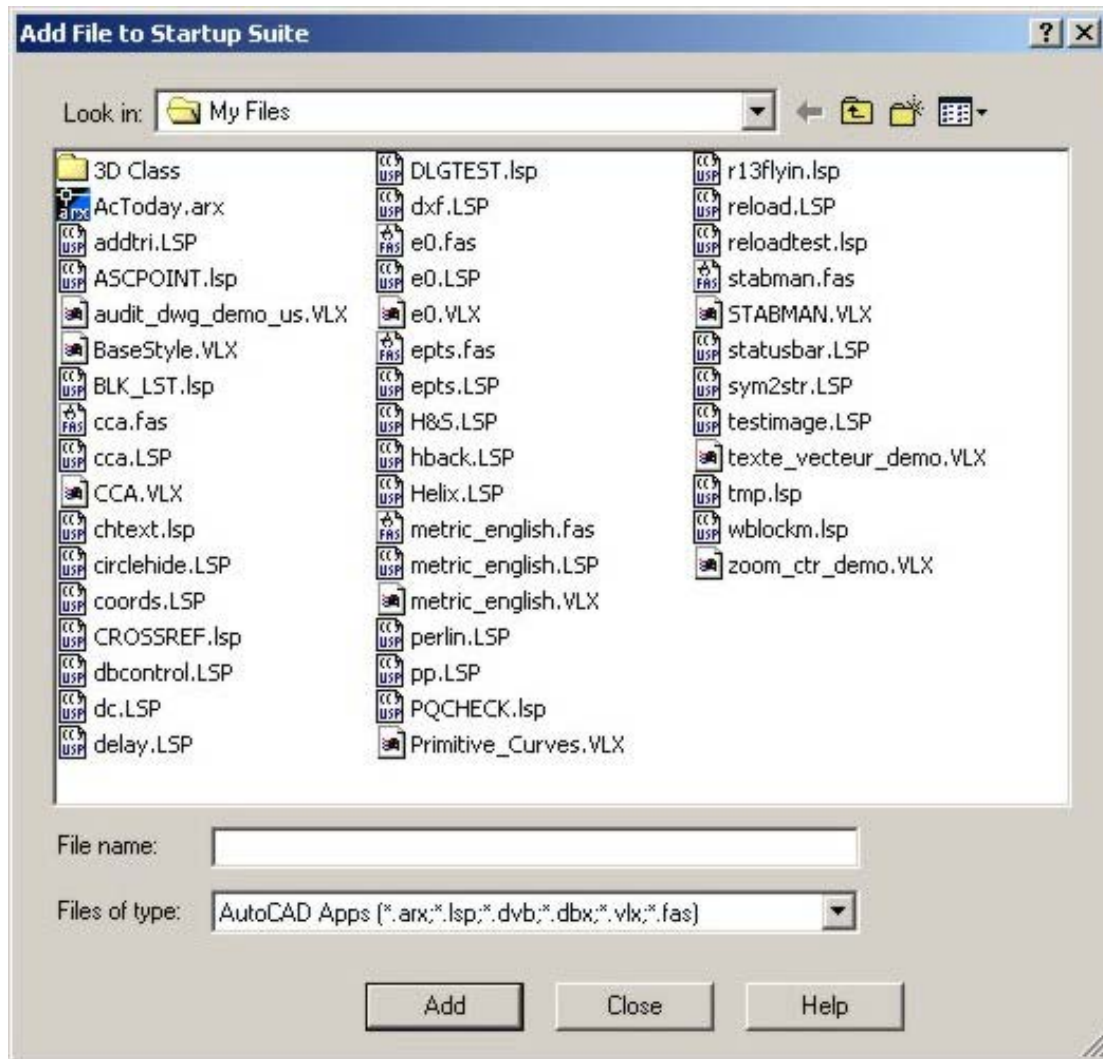 Add File to Startup Suite
Look in: My Files
3D Class
AcToday.arx
addtri.LSP
ASCPOINT.lsp
audit_dwg_demo_us.VLX
BaseStyle.VLX
BLK_LST.lsp
cca.fas
cca.LSP
CCA.VLX
chtext.lsp
circlehide.LSP
coords.LSP
CROSSREF.lsp
dbcontrol.LSP
dc.LSP
delay.LSP
DLGTEST.lsp
dxf.LSP
e0.fas
e0.LSP
e0.VLX
epts.fas
epts.LSP
H&S.LSP
hback.LSP
Helix.LSP
metric_english.fas
metric_english.LSP
metric_english.VLX
perlin.LSP
pp.LSP
PQCHECK.lsp
Primitive_Curves.VLX
r13flyin.lsp
reload.LSP
reloadtest.lsp
stabman.fas
STABMAN.VLX
statusbar.LSP
sym2str.LSP
testimage.LSP
texte_vecteur_demo.VLX
tmp.lsp
wblockm.lsp
zoom_ctr_demo.VLX
File name:
Files of type: AutoCAD Apps (*.arx;*.lsp;*.dvb;*.dbx;*.vlx;*.fas)
Add Close Help